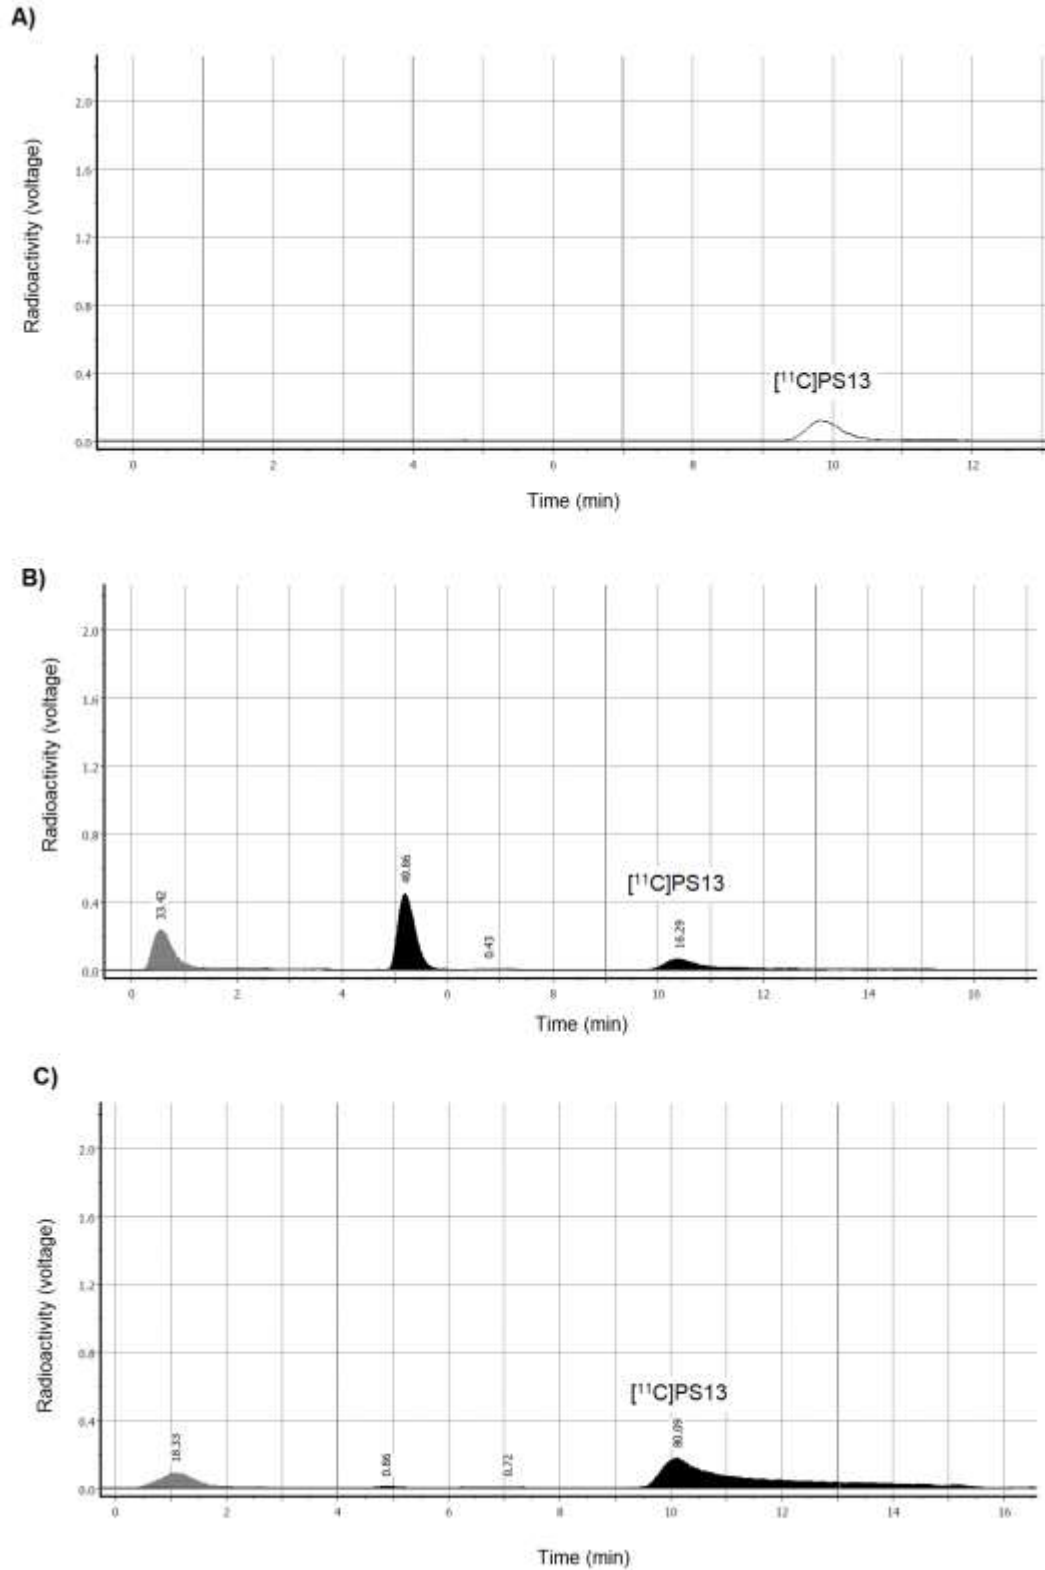 A)
2.0
1.6
1.2
0.8
0.4
0.0
Radioactivity (voltage)
[¹¹C]PS13
0 2 4 6 8 10 12
Time (min)
B)
2.0
1.6
1.2
0.8
0.4
0.0
Radioactivity (voltage)
33.42
49.86
0.43
[¹¹C]PS13
16.29
0 2 4 6 8 10 12 14 16
Time (min)
C)
2.0
1.6
1.2
0.8
0.4
0.0
Radioactivity (voltage)
18.33
0.86
0.72
[¹¹C]PS13
80.09
0 2 4 6 8 10 12 14 16
Time (min)